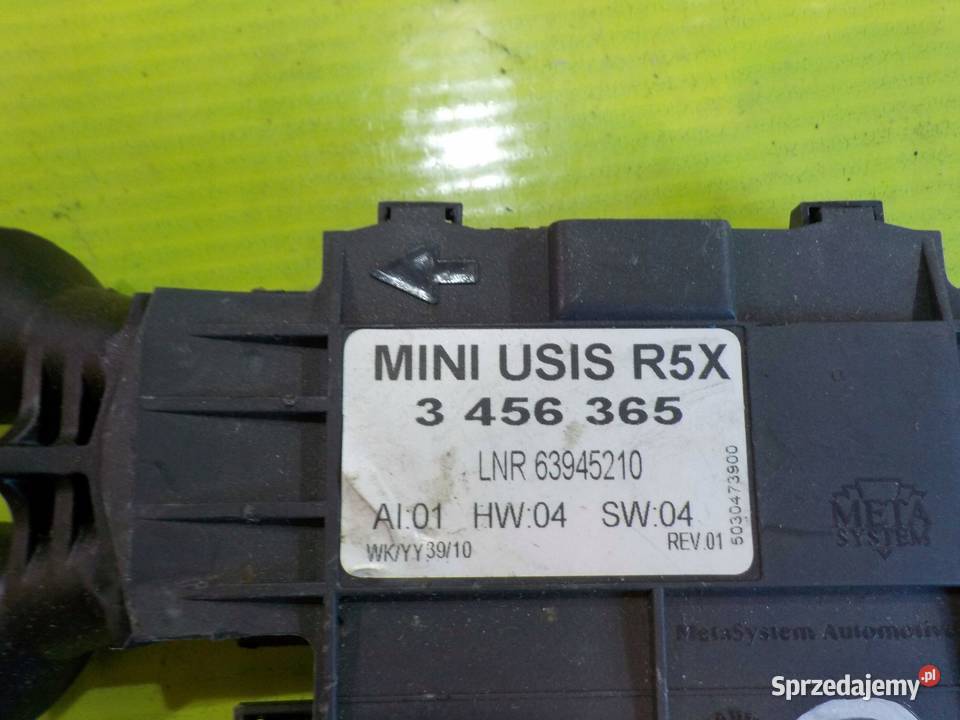 MINI USIS R5X
3 456 365
LNR 63945210
AI:01 HW:04 SW:04
WK/YY 39/10
REV.01
5030473900
META
SYSTEM
MetaSystem Automotive
Sprzedajemy.pl